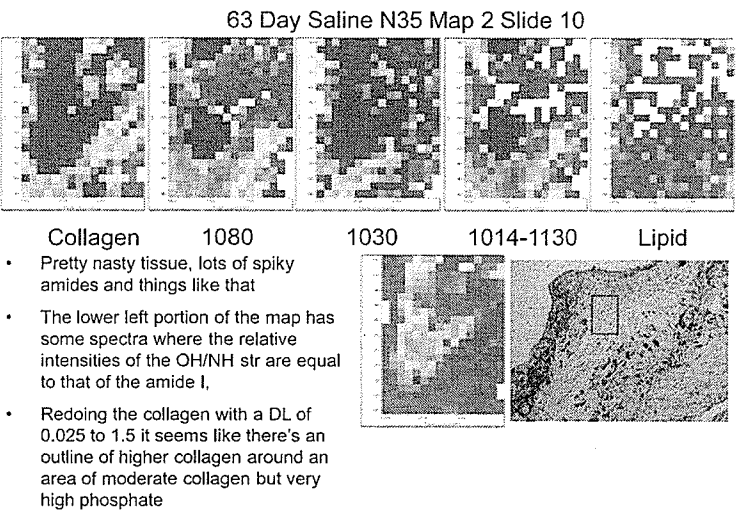 63 Day Saline N35 Map 2 Slide 10
Collagen 1080 1030 1014-1130 Lipid
• Pretty nasty tissue, lots of spiky
amides and things like that
• The lower left portion of the map has
some spectra where the relative
intensities of the OH/NH str are equal
to that of the amide I,
• Redoing the collagen with a DL of
0.025 to 1.5 it seems like there's an
outline of higher collagen around an
area of moderate collagen but very
high phosphate